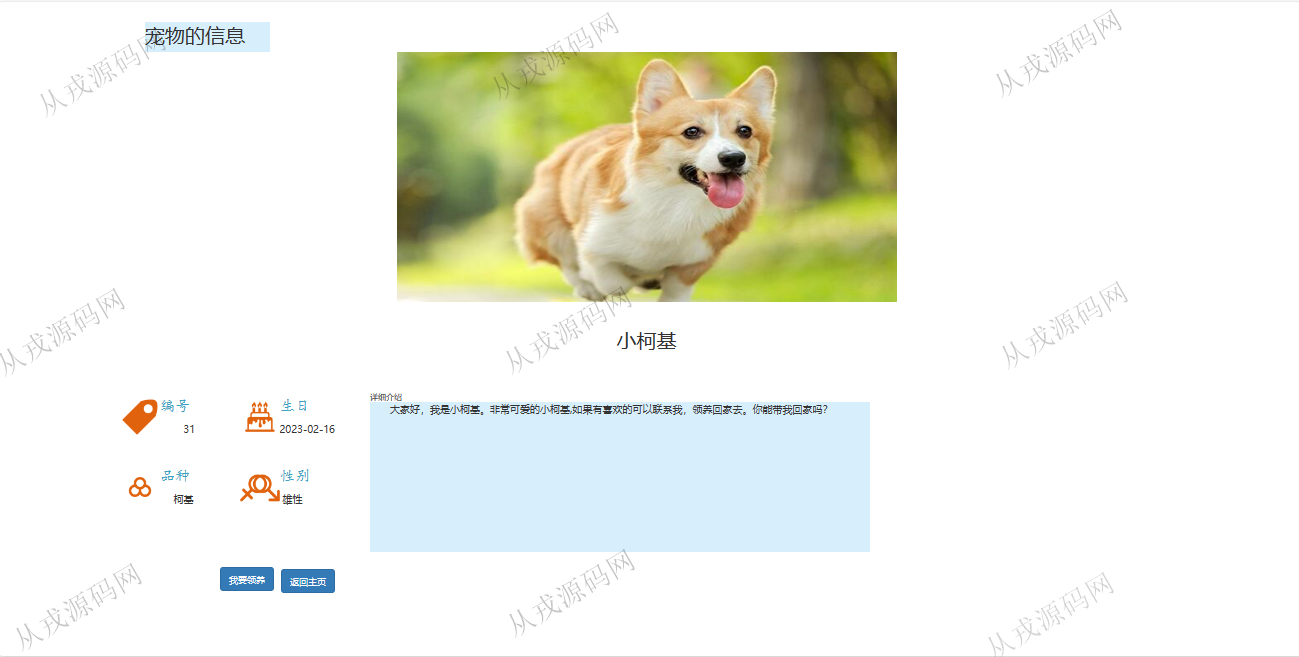 宠物的信息
小柯基
编号
31
生日
2023-02-16
品种
柯基
性别
雄性
详细介绍
大家好，我是小柯基。非常可爱的小柯基,如果有喜欢的可以联系我，领养回家去。你能带我回家吗？
我要领养
返回主页
从戎源码网
从戎源码网
从戎源码网
从戎源码网
从戎源码网
从戎源码网
从戎源码网
从戎源码网
从戎源码网